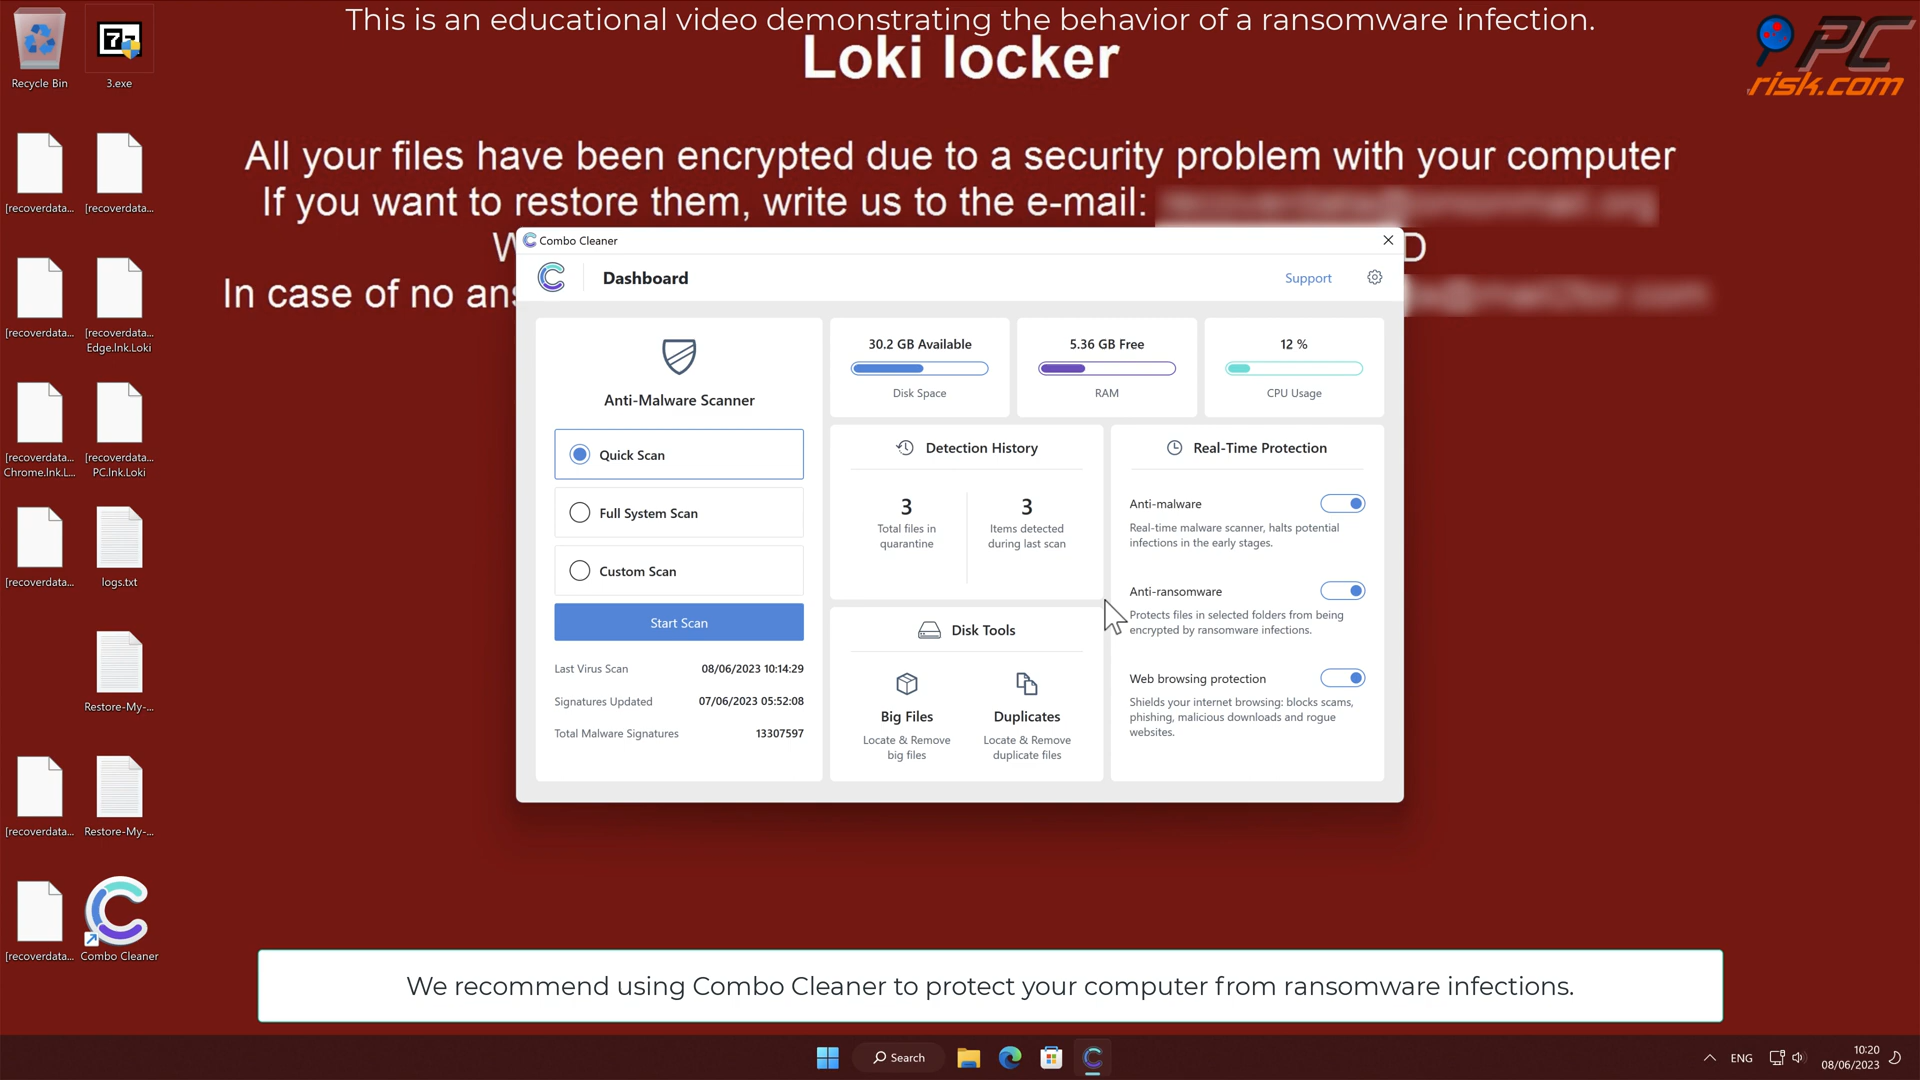 This is an educational video demonstrating the behavior of a ransomware infection.
PC
risk.com
Loki locker
All your files have been encrypted due to a security problem with your computer
If you want to restore them, write us to the e-mail:
D
In case of no
Recycle Bin
3.exe
[recoverdata...
[recoverdata...
[recoverdata...
[recoverdata...
Edge.lnk.Loki
[recoverdata...
Chrome.lnk.L...
[recoverdata...
PC.lnk.Loki
[recoverdata...
logs.txt
Restore-My-...
[recoverdata...
Restore-My-...
[recoverdata...
Combo Cleaner
Combo Cleaner
Dashboard
Support
Anti-Malware Scanner
Quick Scan
Full System Scan
Custom Scan
Start Scan
Last Virus Scan 08/06/2023 10:14:29
Signatures Updated 07/06/2023 05:52:08
Total Malware Signatures 13307597
30.2 GB Available
Disk Space
5.36 GB Free
RAM
12 %
CPU Usage
Detection History
3
Total files in
quarantine
3
Items detected
during last scan
Disk Tools
Big Files
Locate & Remove
big files
Duplicates
Locate & Remove
duplicate files
Real-Time Protection
Anti-malware
Real-time malware scanner, halts potential
infections in the early stages.
Anti-ransomware
Protects files in selected folders from being
encrypted by ransomware infections.
Web browsing protection
Shields your internet browsing: blocks scams,
phishing, malicious downloads and rogue
websites.
We recommend using Combo Cleaner to protect your computer from ransomware infections.
Search
ENG
10:20
08/06/2023